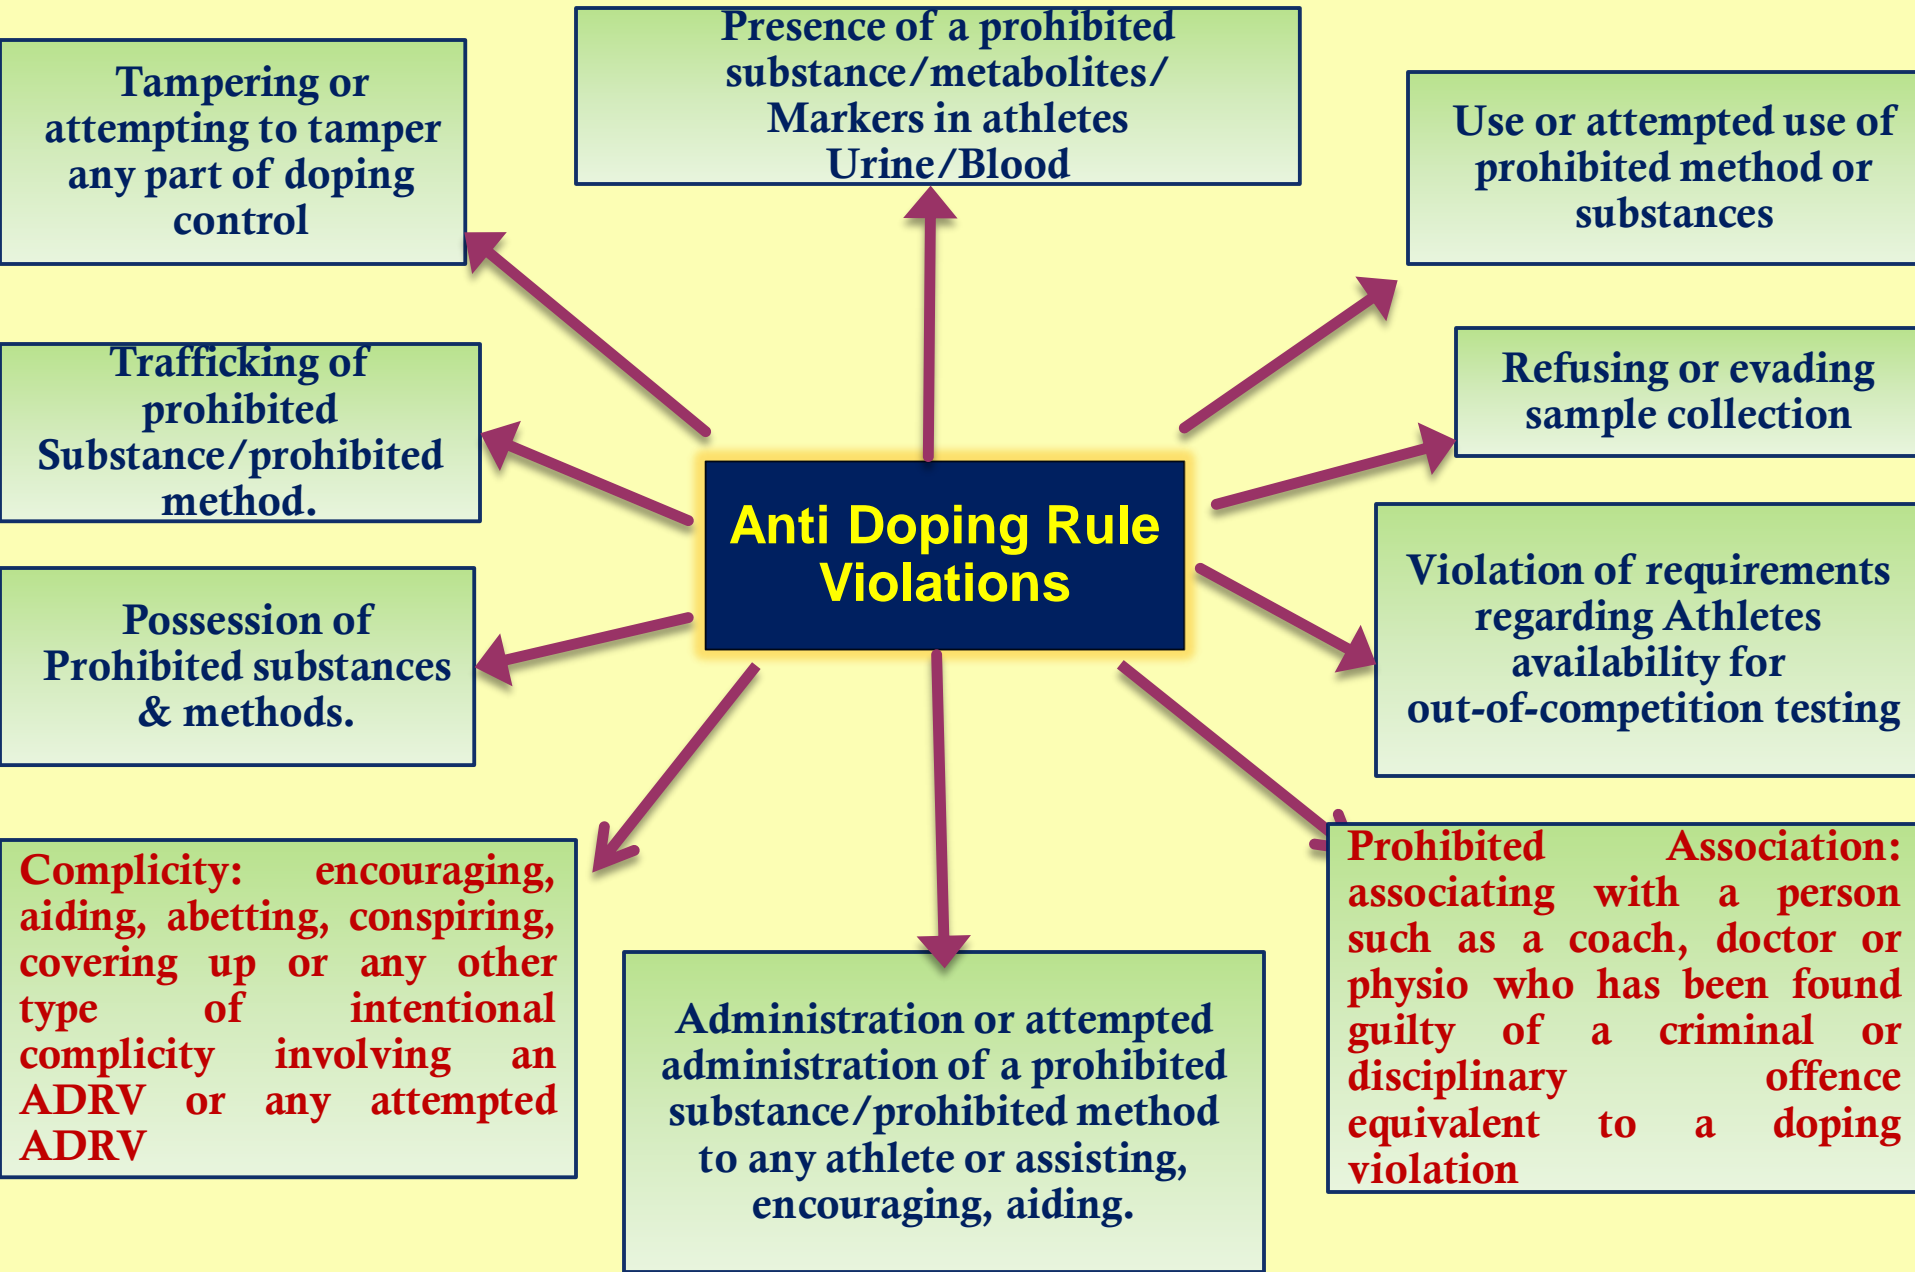 Presence of a prohibited
substance/metabolites/
Markers in athletes
Urine/Blood
Tampering or
attempting to tamper
any part of doping
control
Use or attempted use of
prohibited method or
substances
Trafficking of
prohibited
Substance/prohibited
method.
Refusing or evading
sample collection
Anti Doping Rule
Violations
Possession of
Prohibited substances
& methods.
Violation of requirements
regarding Athletes
availability for
out-of-competition testing
Complicity: encouraging,
aiding, abetting, conspiring,
covering up or any other
type of intentional
complicity involving an
ADRV or any attempted
ADRV
Administration or attempted
administration of a prohibited
substance/prohibited method
to any athlete or assisting,
encouraging, aiding.
Prohibited Association:
associating with a person
such as a coach, doctor or
physio who has been found
guilty of a criminal or
disciplinary offence
equivalent to a doping
violation